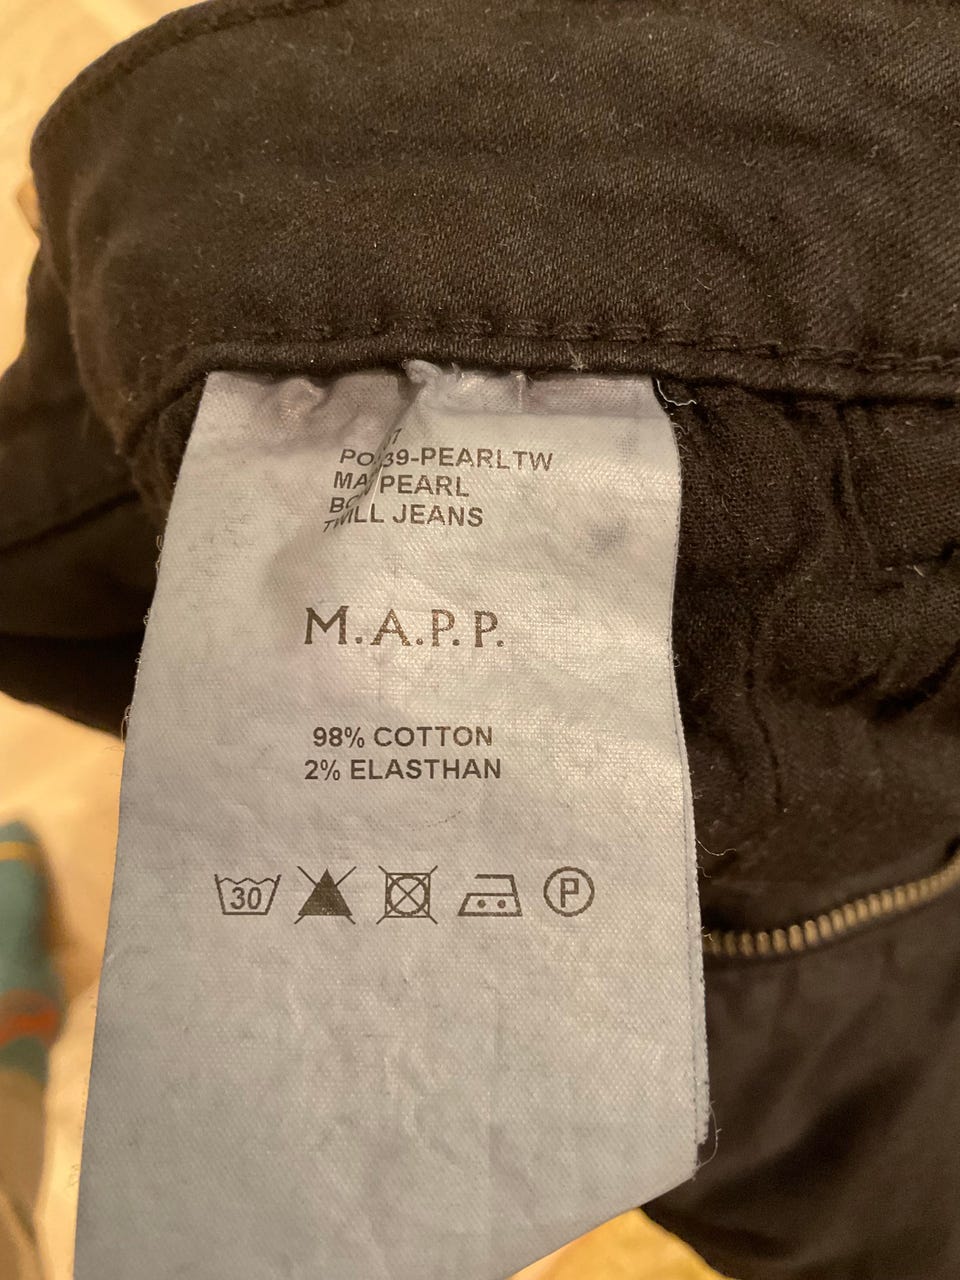 39-PEARLTW
PEARL
TWILL JEANS
M.A.P.P.
98% COTTON
2% ELASTHAN
30
P